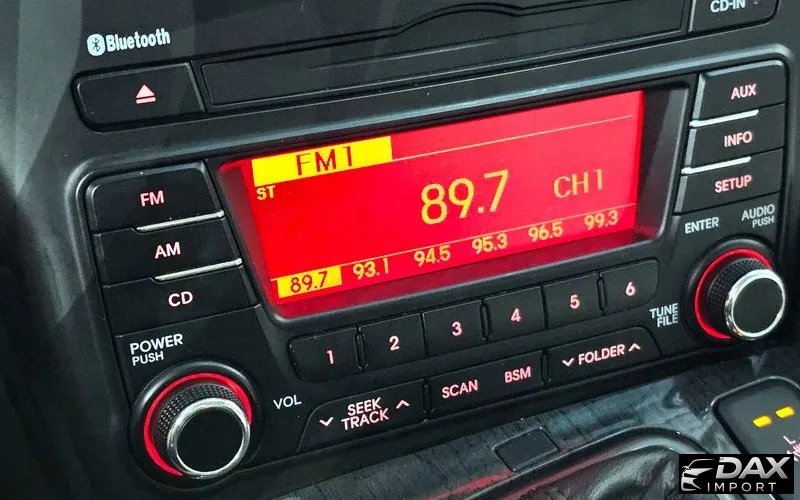 CD-IN
Bluetooth
AUX
INFO
SETUP
FM1
ST
89.7 CH1
89.7 93.1 94.5 95.3 96.5 99.3
FM
AM
CD
ENTER
AUDIO
PUSH
POWER
PUSH
VOL
1 2 3 4 5 6
TUNE
FILE
SEEK
TRACK
SCAN
BSM
FOLDER
DAX
IMPORT